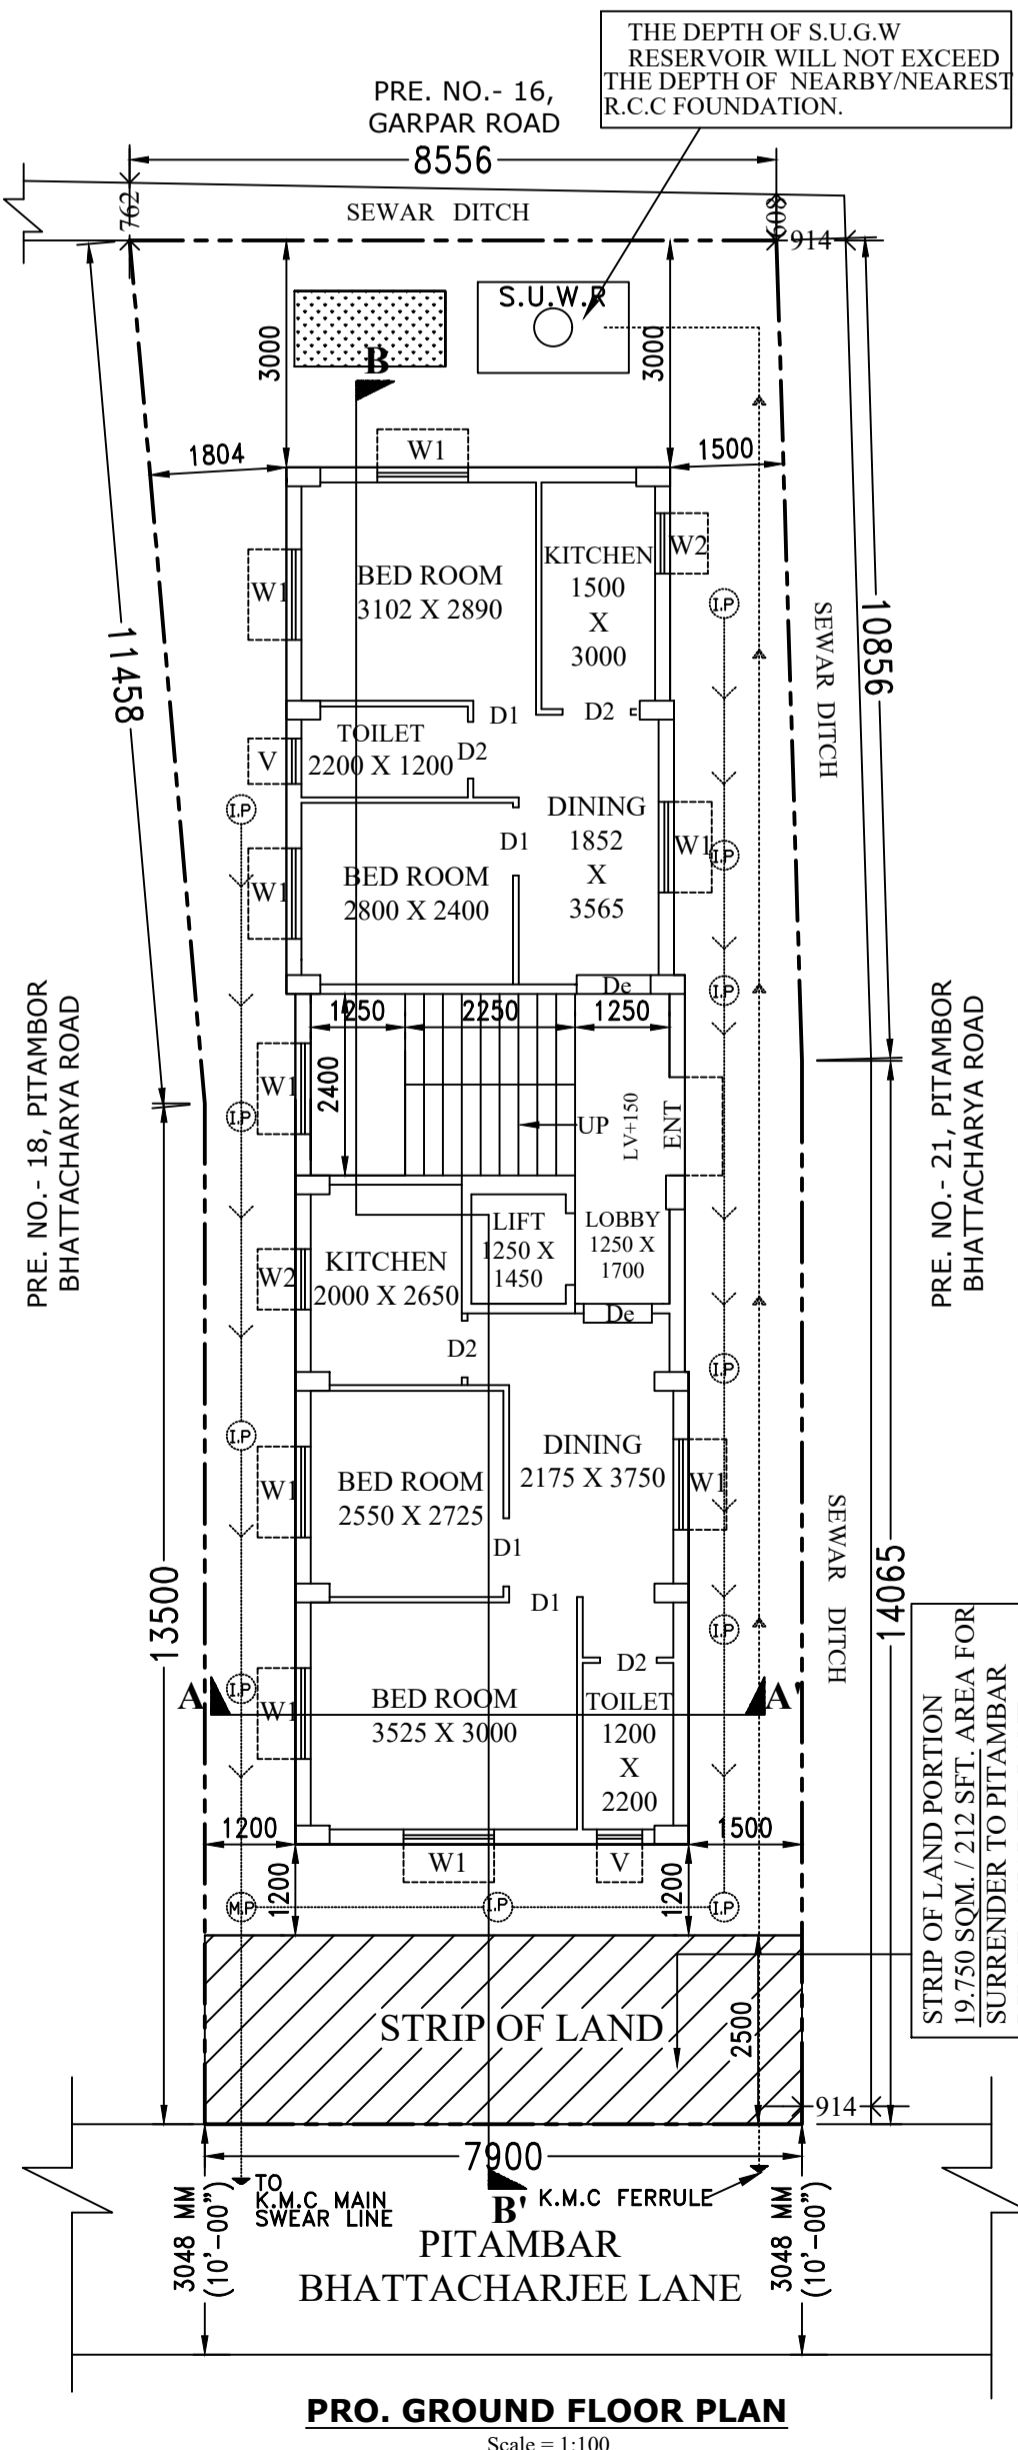 THE DEPTH OF S.U.G.W
RESERVOIR WILL NOT EXCEED
THE DEPTH OF NEARBY/NEAREST
R.C.C FOUNDATION.
PRE. NO.- 16,
GARPAR ROAD
8556
762
SEWAR DITCH
608
914
S.U.W.R
3000
3000
B
W1
1804
1500
W1
BED ROOM
3102 X 2890
KITCHEN
1500
X
3000
W2
I.P
11458
SEWAR DITCH
10856
D1
D2
TOILET
2200 X 1200
D2
V
I.P
DINING
1852
X
3565
W1
I.P
D1
BED ROOM
2800 X 2400
W1
PRE. NO.- 18, PITAMBOR
BHATTACHARYA ROAD
PRE. NO.- 21, PITAMBOR
BHATTACHARYA ROAD
De
I.P
1250
2250
1250
2400
W1
I.P
UP
LV+150
ENT
LIFT
1250 X
1450
LOBBY
1250 X
1700
KITCHEN
2000 X 2650
W2
De
D2
I.P
I.P
DINING
2175 X 3750
W1
BED ROOM
2550 X 2725
W1
D1
D1
13500
SEWAR DITCH
14065
I.P
D2
A
I.P
W1
BED ROOM
3525 X 3000
TOILET
1200
X
2200
A'
STRIP OF LAND PORTION
19.750 SQM. / 212 SFT. AREA FOR
SURRENDER TO PITAMBAR
1200
1500
W1
V
1200
1200
M.P
I.P
I.P
STRIP OF LAND
2500
914
7900
TO
K.M.C MAIN
SWEAR LINE
B'
K.M.C FERRULE
3048 MM
(10'-00")
3048 MM
(10'-00")
PITAMBAR
BHATTACHARJEE LANE
PRO. GROUND FLOOR PLAN
Scale = 1:100